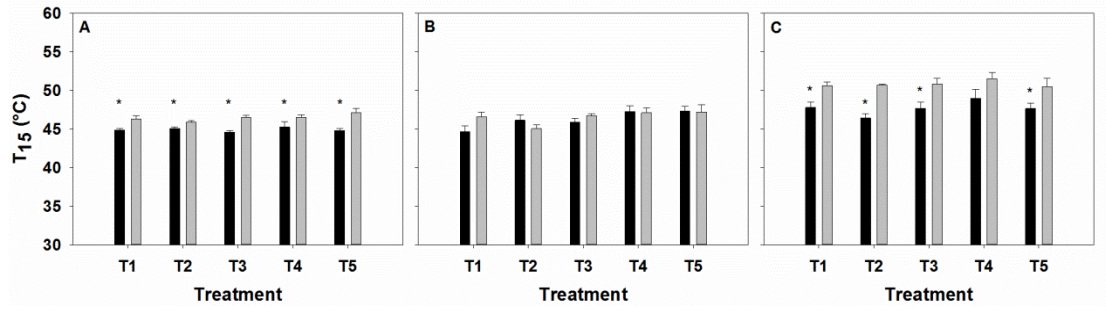 T15 (°C)
60
55
50
45
40
35
30
A
* * * * *
T1 T2 T3 T4 T5
Treatment
B
T1 T2 T3 T4 T5
Treatment
C
* * * *
T1 T2 T3 T4 T5
Treatment